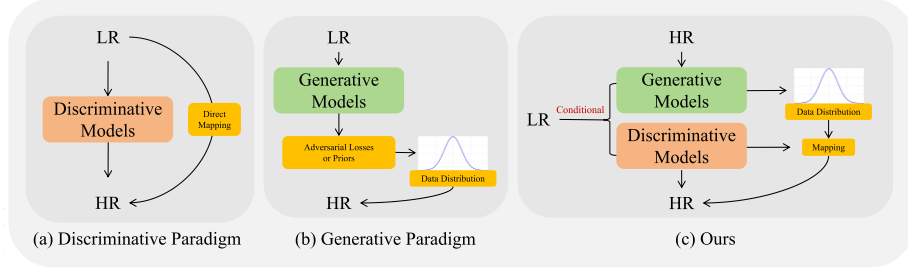 LR
Discriminative
Models
Direct
Mapping
HR
(a) Discriminative Paradigm
LR
Generative
Models
Adversarial Losses
or Priors
Data Distribution
HR
(b) Generative Paradigm
HR
LR
Conditional
Generative
Models
Data Distribution
Discriminative
Models
Mapping
HR
(c) Ours